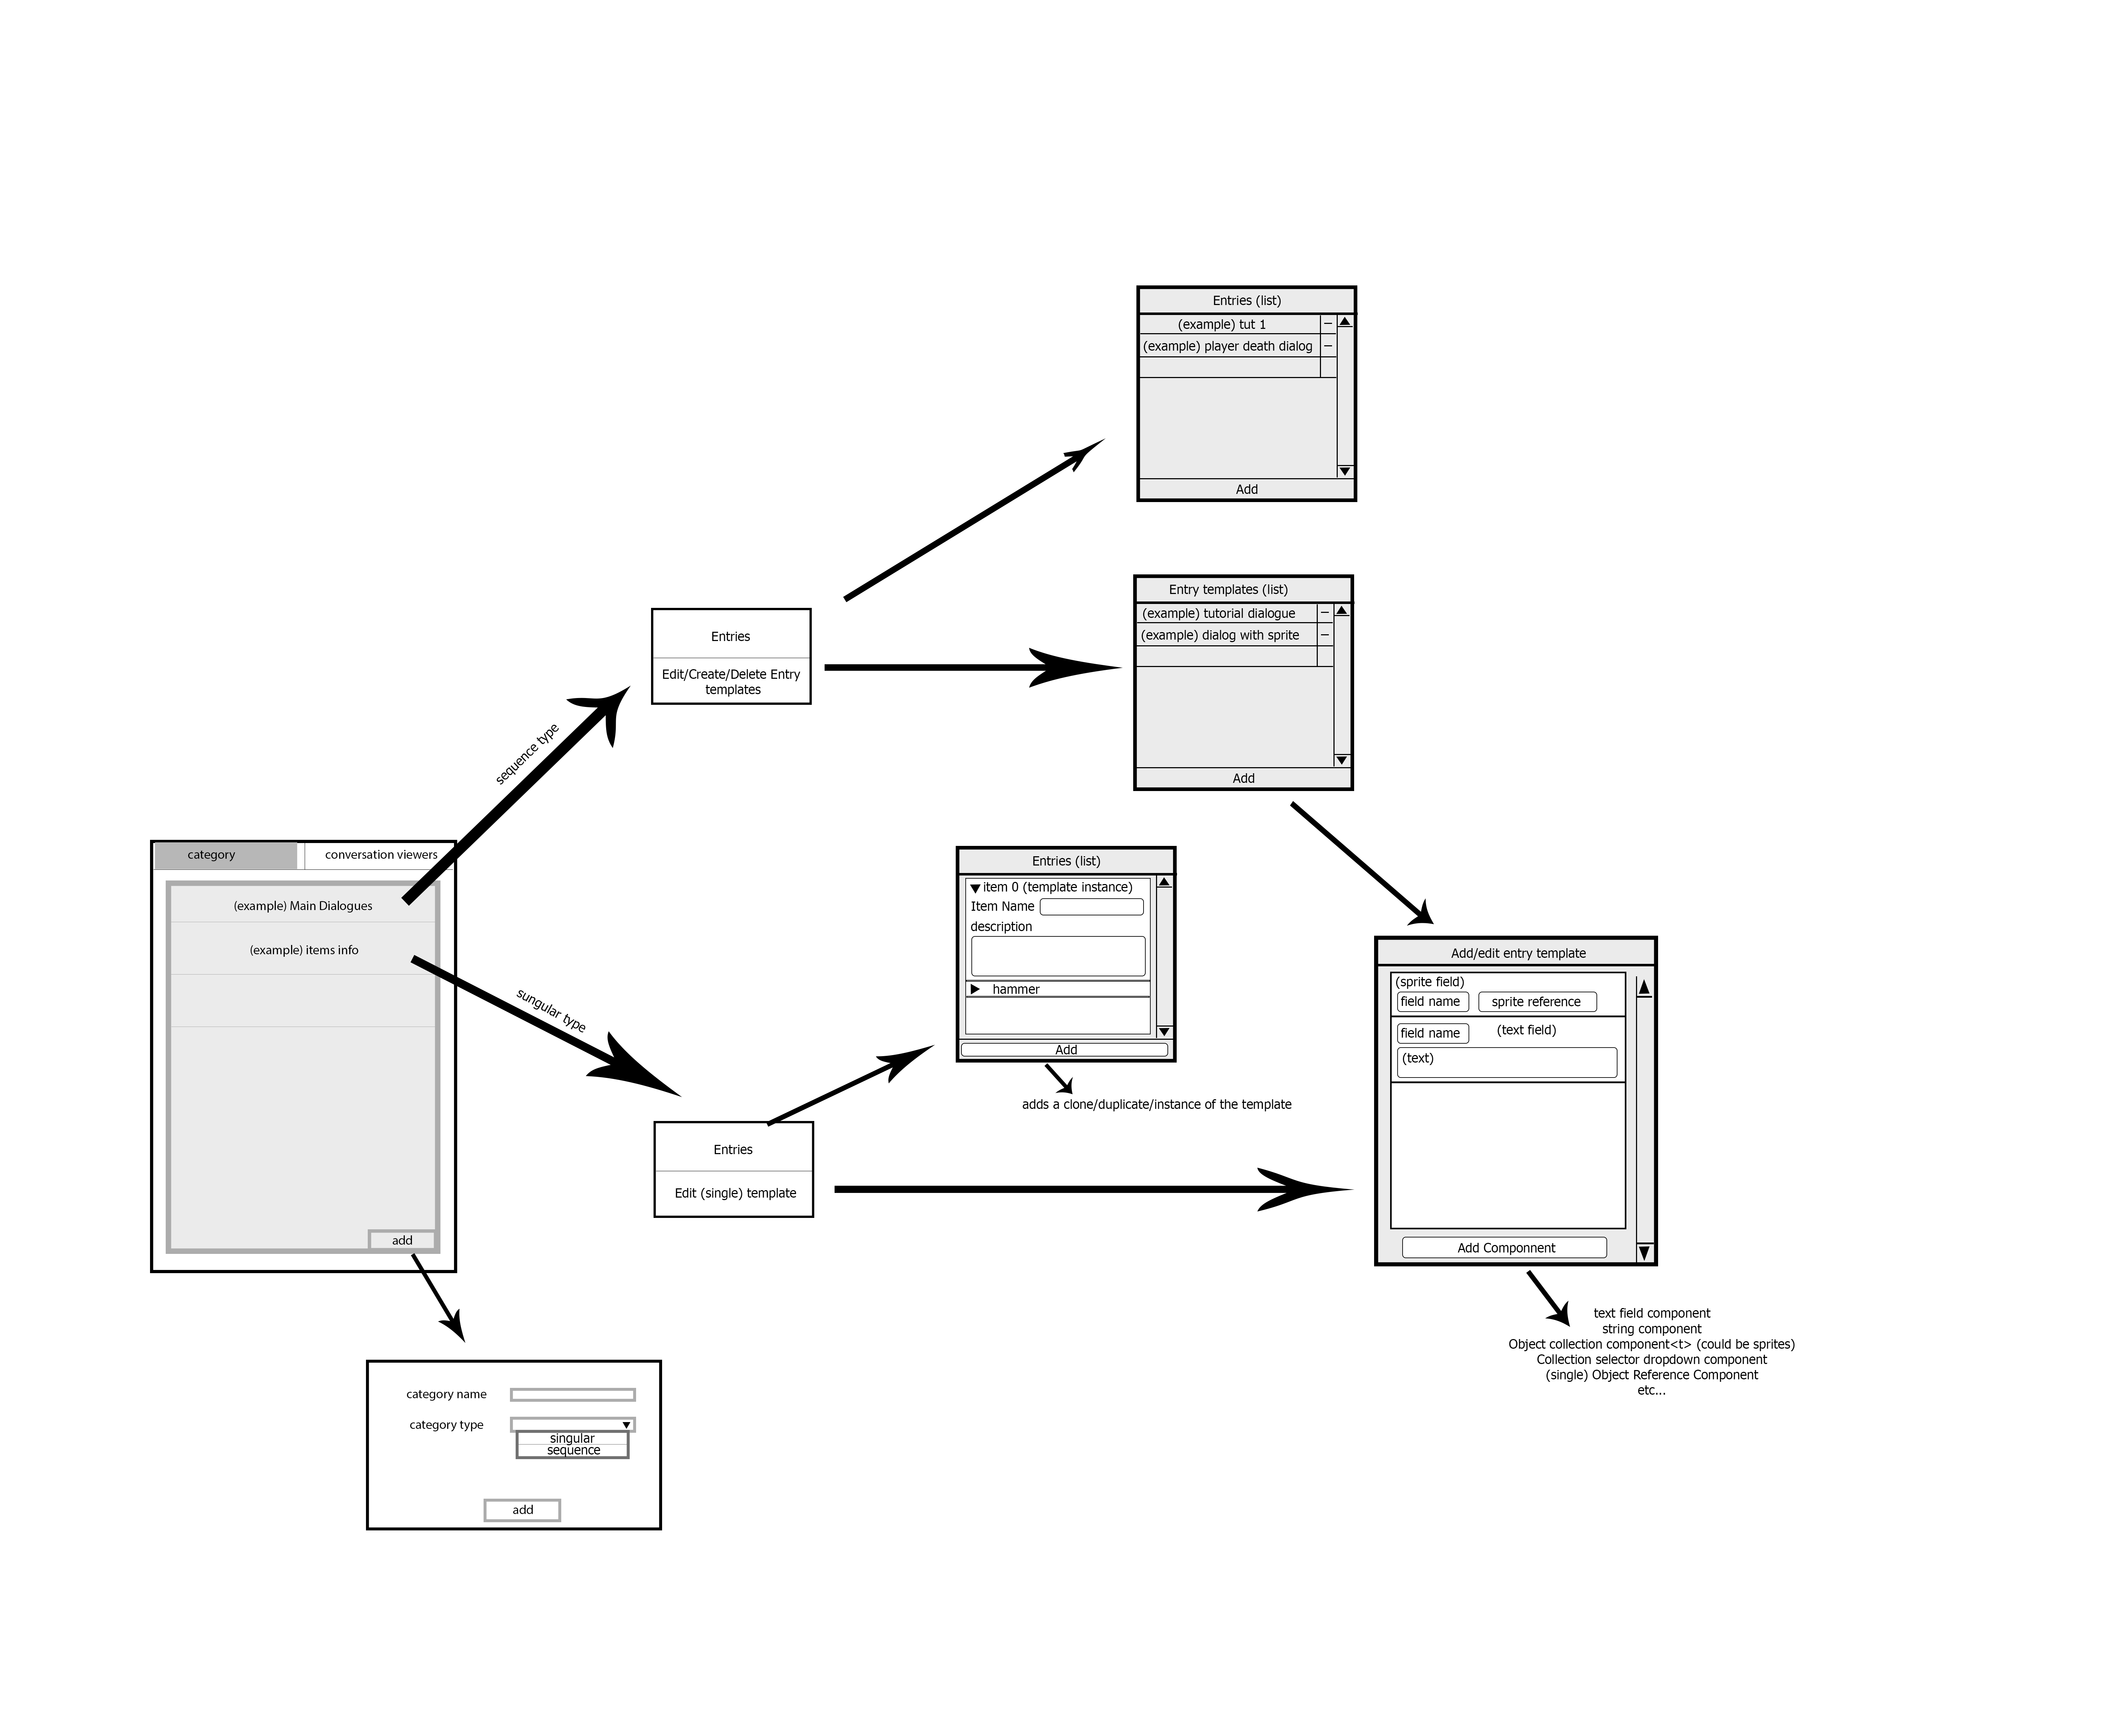 Entries (list)
(example) tut 1
(example) player death dialog
Add
Entries
Edit/Create/Delete Entry
templates
Entry templates (list)
(example) tutorial dialogue
(example) dialog with sprite
Add
sequence type
category
conversation viewers
(example) Main Dialogues
(example) items info
add
sungular type
Entries (list)
item 0 (template instance)
Item Name
description
hammer
Add
adds a clone/duplicate/instance of the template
Entries
Edit (single) template
Add/edit entry template
(sprite field)
field name
sprite reference
field name
(text field)
(text)
Add Componnent
text field component
string component
Object collection component<t> (could be sprites)
Collection selector dropdown component
(single) Object Reference Component
etc...
category name
category type
singular
sequence
add